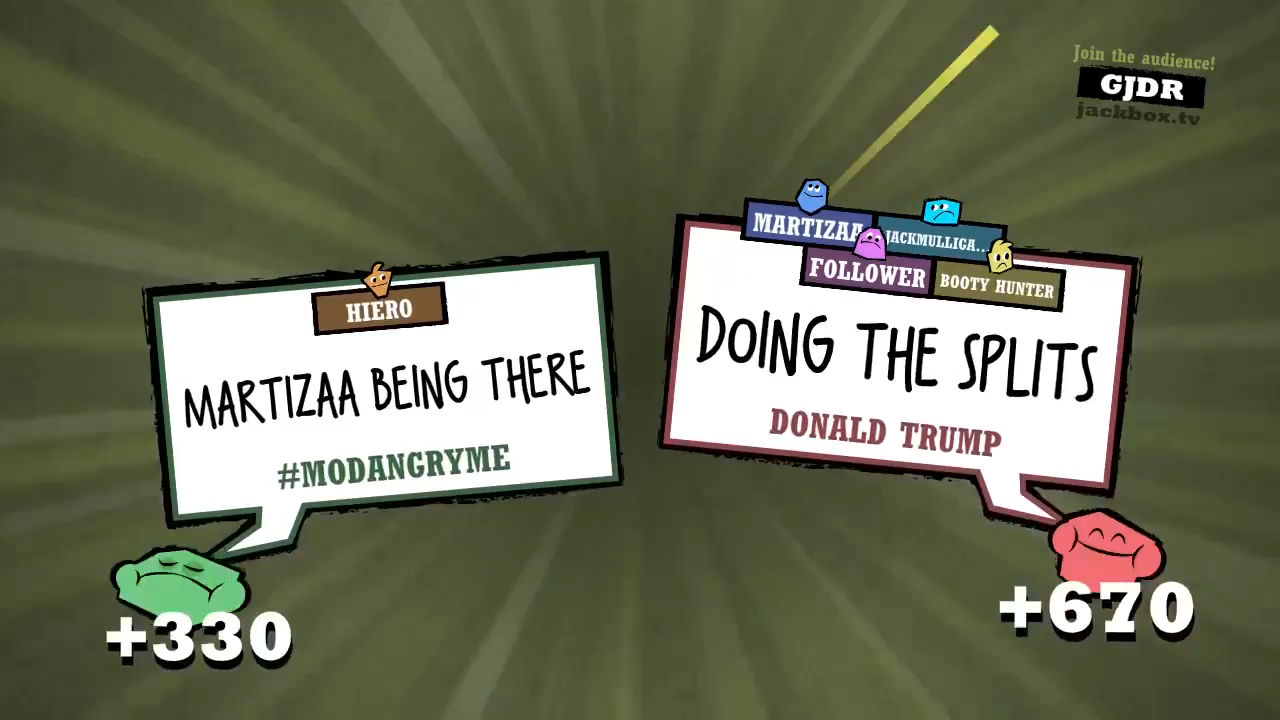 Join the audience!
GJDR
jackbox.tv
HIERO
MARTIZAA BEING THERE
#MODANGRYME
+330
MARTIZAA
JACKMULLIGA...
FOLLOWER
BOOTY HUNTER
DOING THE SPLITS
DONALD TRUMP
+670